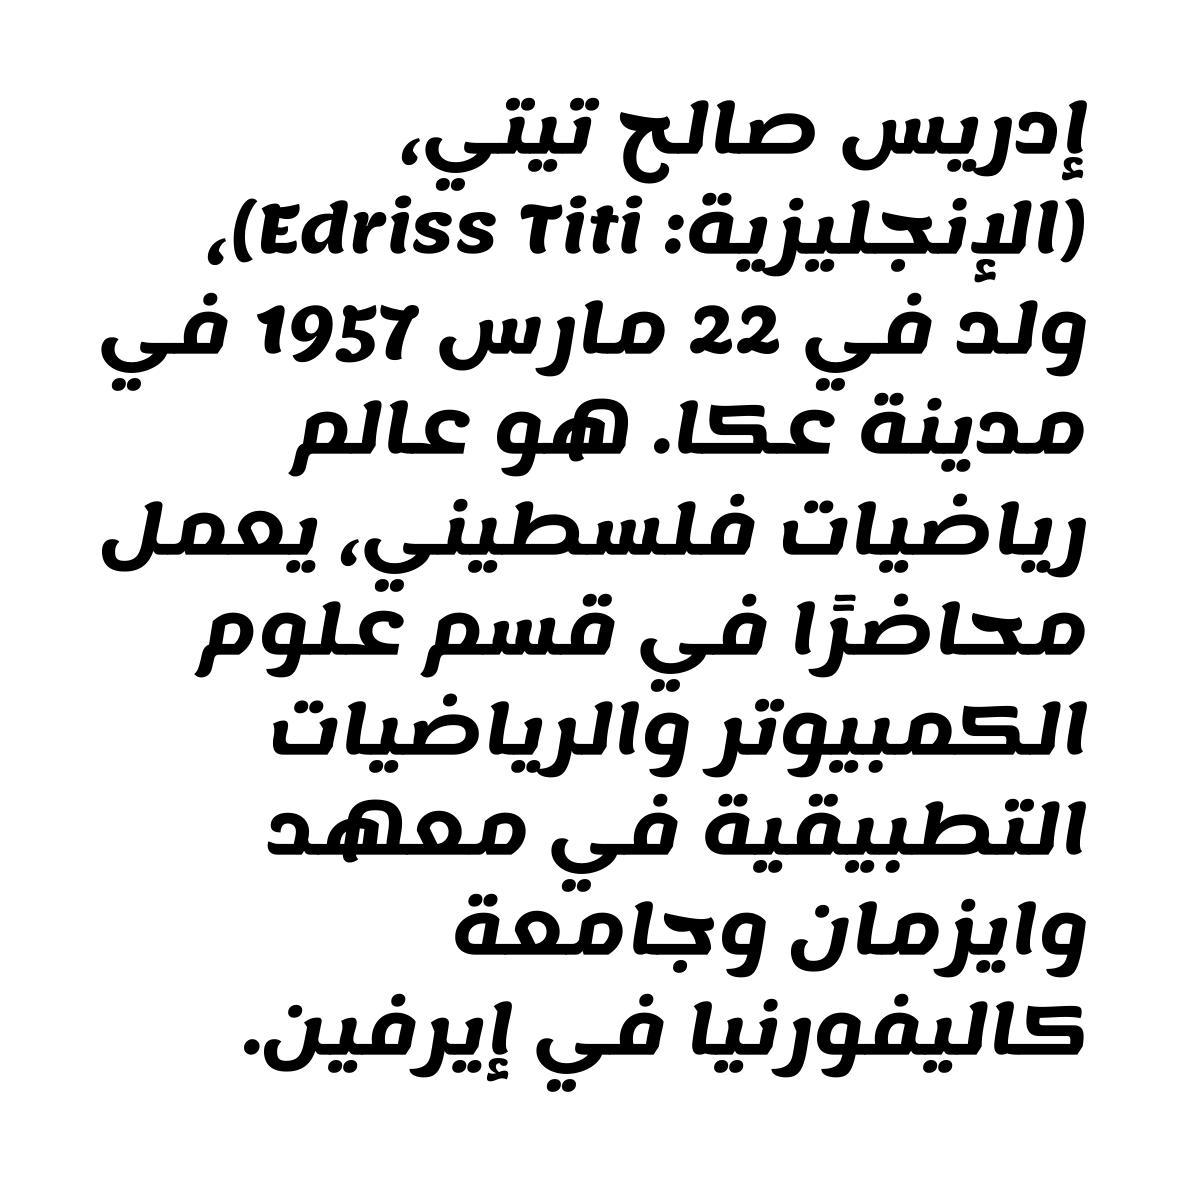 إدريس صالح تيتي،
(الإنجليزية: Edriss Titi)،
ولد في 22 مارس 1957 في
مدينة عكا. هو عالم
رياضيات فلسطيني، يعمل
محاضرًا في قسم علوم
الكمبيوتر والرياضيات
التطبيقية في معهد
وايزمان وجامعة
كاليفورنيا في إيرفين.